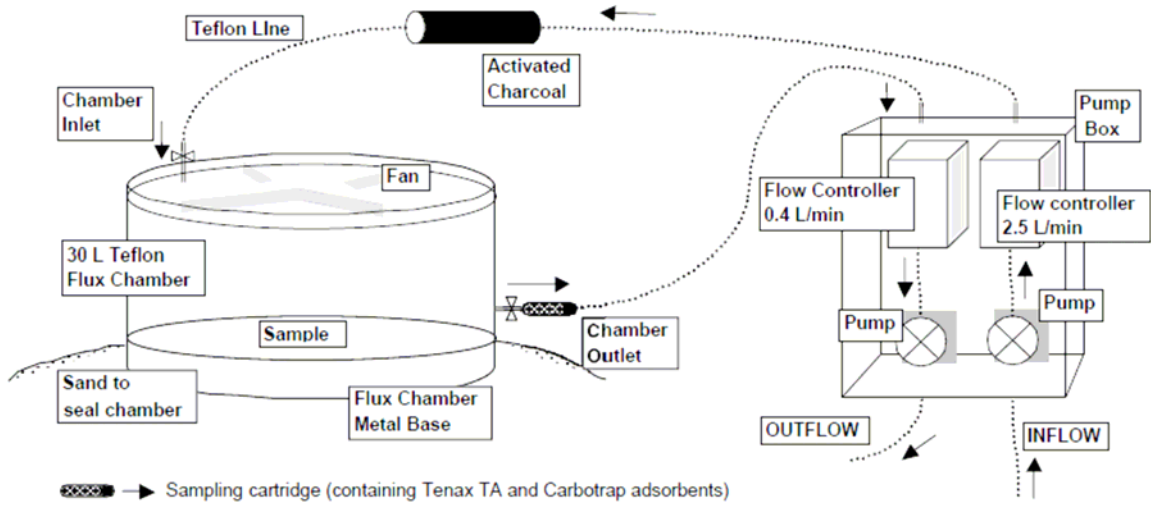 Teflon LIne
Activated
Charcoal
Chamber
Inlet
Pump
Box
Fan
Flow Controller
0.4 L/min
Flow controller
2.5 L/min
30 L Teflon
Flux Chamber
Sample
Chamber
Outlet
Pump
Pump
Sand to
seal chamber
Flux Chamber
Metal Base
OUTFLOW
INFLOW
Sampling cartridge (containing Tenax TA and Carbotrap adsorbents)